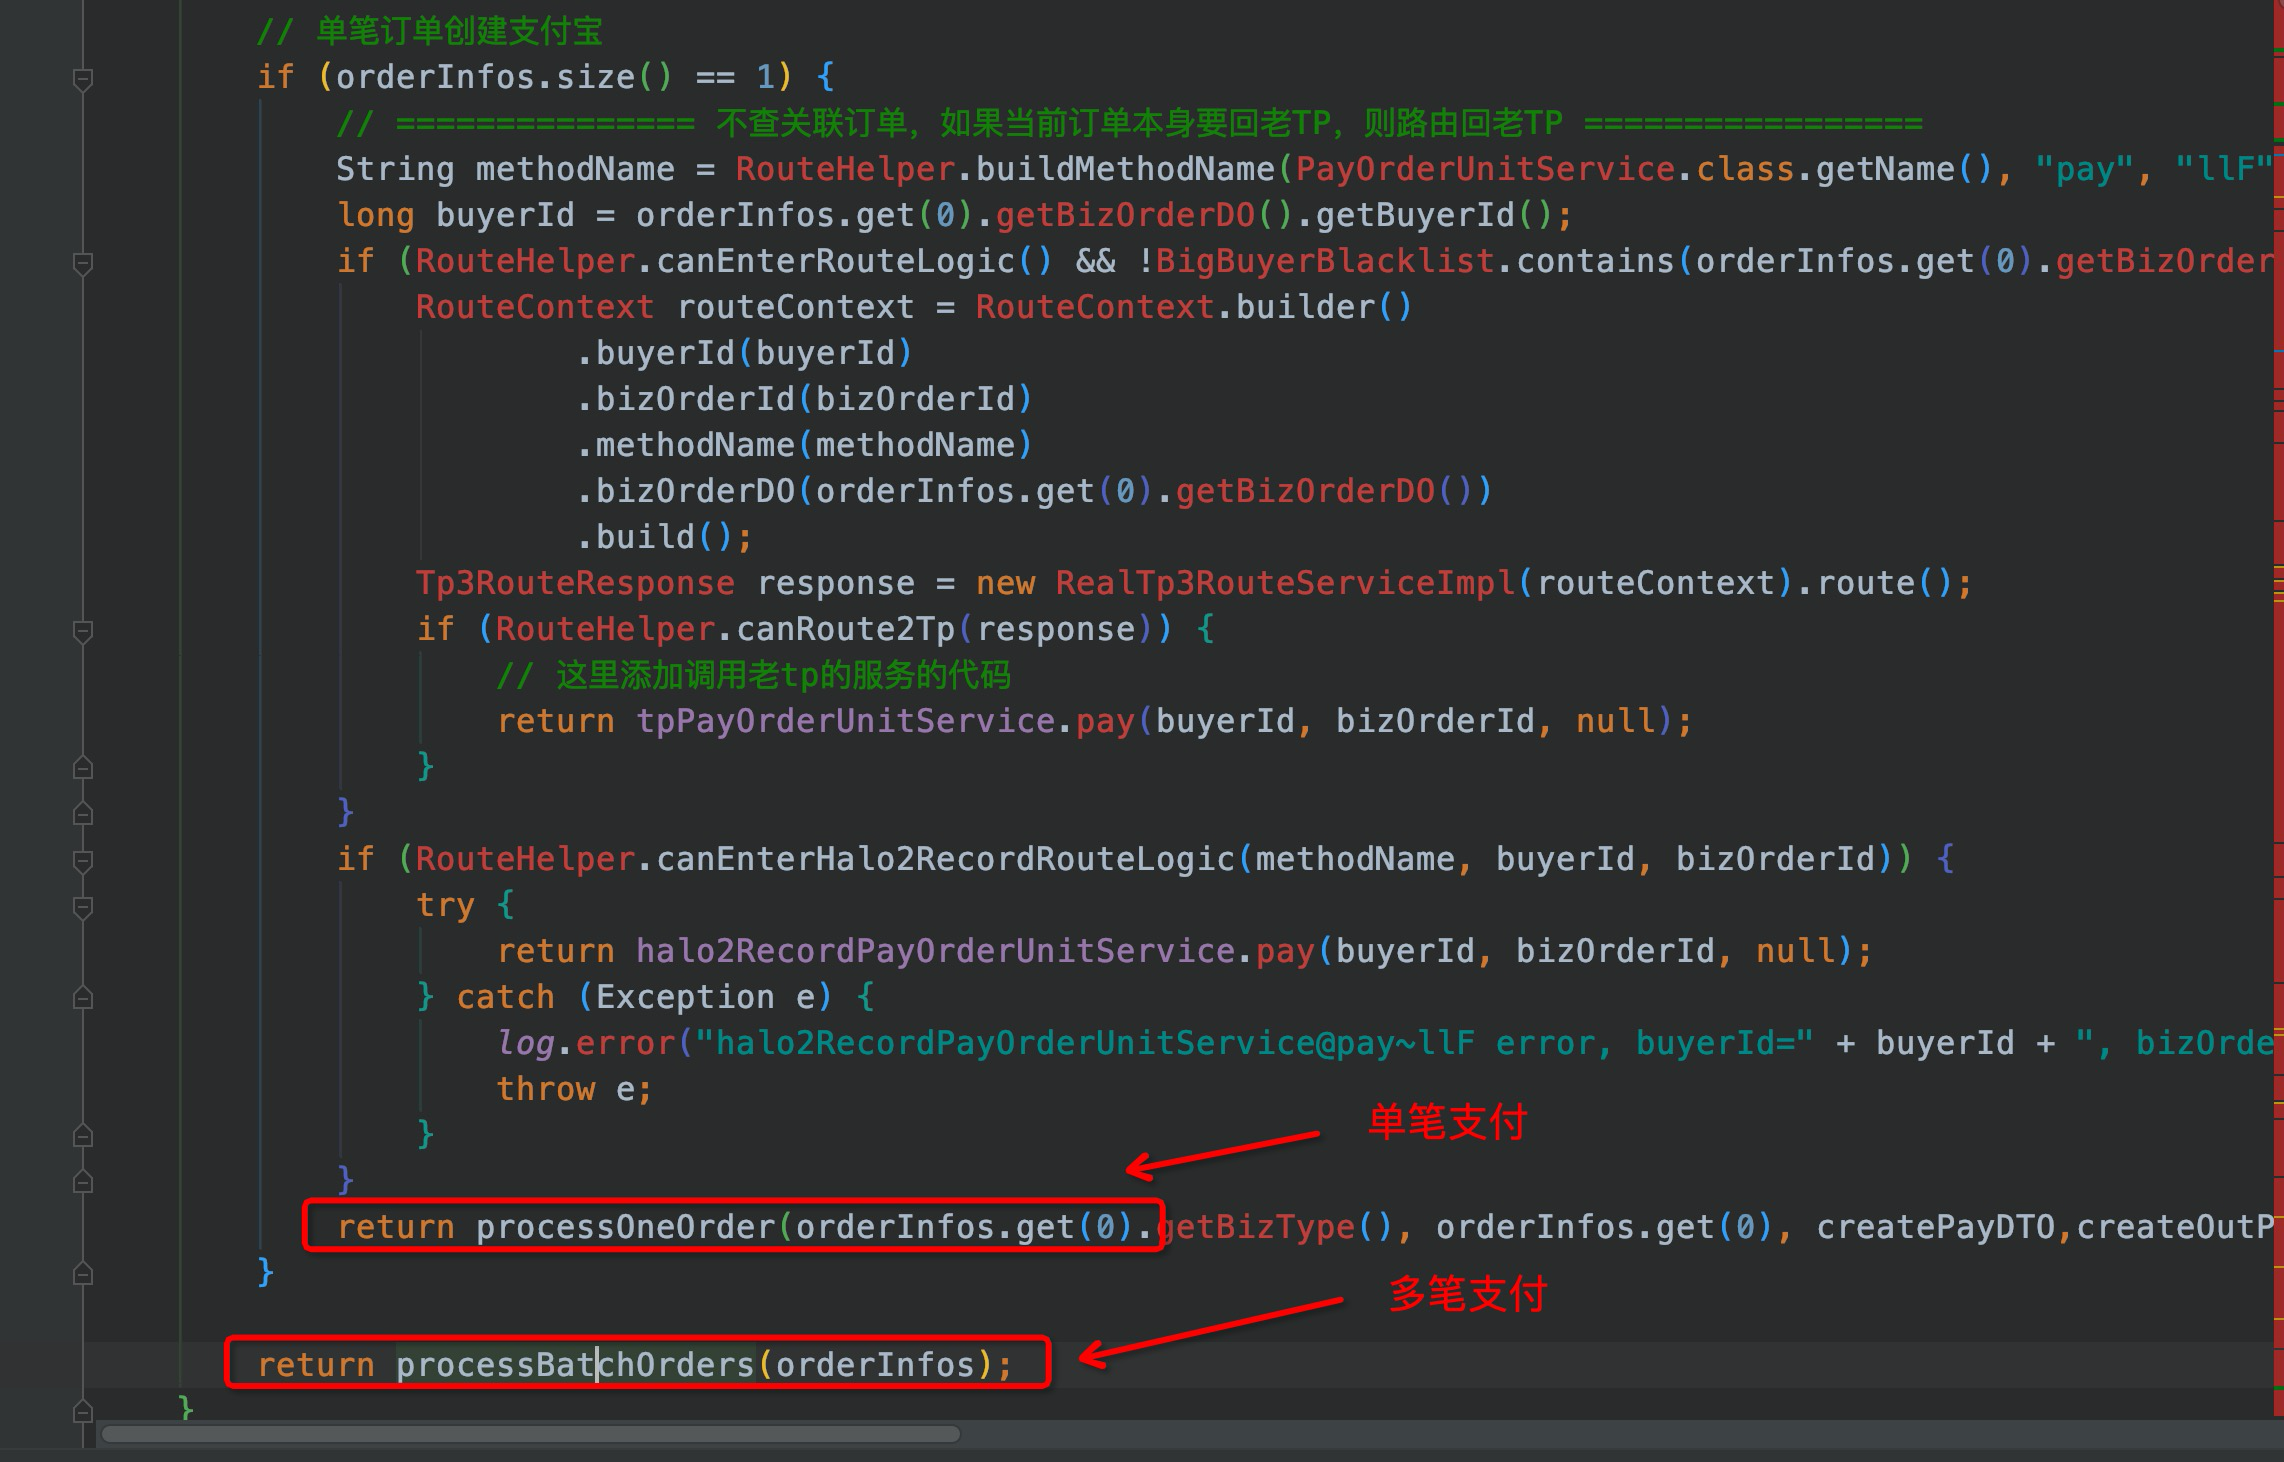 // 单笔订单创建支付宝
if (orderInfos.size() == 1) {
// =============== 不查关联订单，如果当前订单本身要回老TP，则路由回老TP =================
String methodName = RouteHelper.buildMethodName(PayOrderUnitService.class.getName(), "pay", "llF"
long buyerId = orderInfos.get(0).getBizOrderDO().getBuyerId();
if (RouteHelper.canEnterRouteLogic() && !BigBuyerBlacklist.contains(orderInfos.get(0).getBizOrder
RouteContext routeContext = RouteContext.builder()
.buyerId(buyerId)
.bizOrderId(bizOrderId)
.methodName(methodName)
.bizOrderDO(orderInfos.get(0).getBizOrderDO())
.build();
Tp3RouteResponse response = new RealTp3RouteServiceImpl(routeContext).route();
if (RouteHelper.canRoute2Tp(response)) {
// 这里添加调用老tp的服务的代码
return tpPayOrderUnitService.pay(buyerId, bizOrderId, null);
}
}
if (RouteHelper.canEnterHalo2RecordRouteLogic(methodName, buyerId, bizOrderId)) {
try {
return halo2RecordPayOrderUnitService.pay(buyerId, bizOrderId, null);
} catch (Exception e) {
log.error("halo2RecordPayOrderUnitService@pay~llF error, buyerId=" + buyerId + ", bizOrde
throw e;
}
单笔支付
}
return processOneOrder(orderInfos.get(0).getBizType(), orderInfos.get(0), createPayDTO,createOutP
}
多笔支付
return processBatchOrders(orderInfos);
}